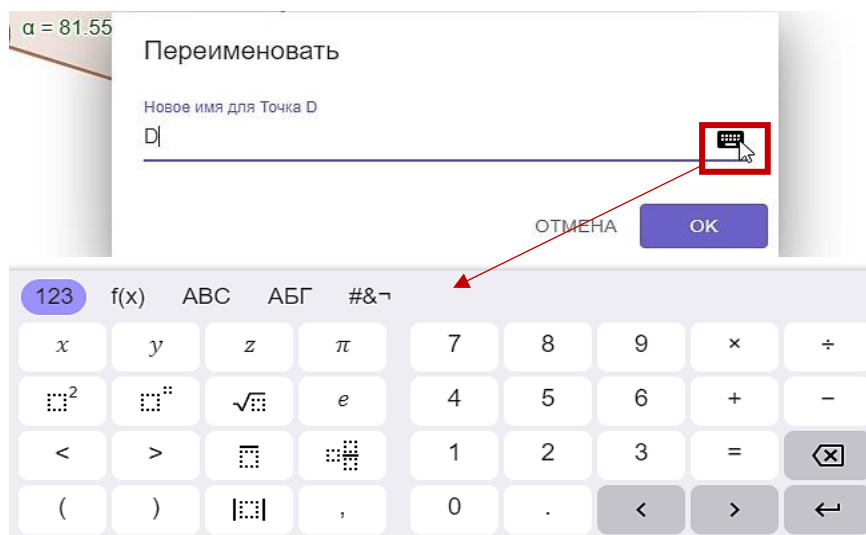 α = 81.55
Переименовать
Новое имя для Точка D
D
ОТМЕНА OK
123 f(x) ABC АБГ #&¬
x y z π 7 8 9 × ÷
2 √ e 4 5 6 + −
< > 1 2 3 =
( ) | | , 0 . < >